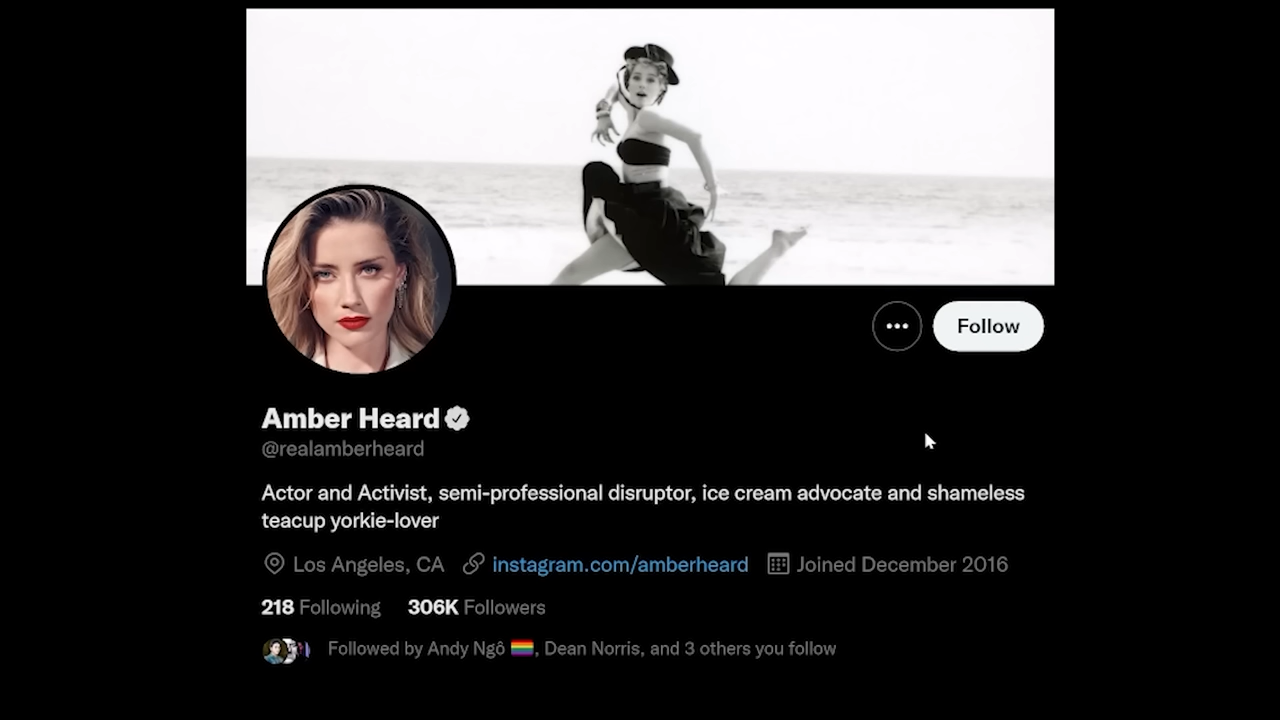 Follow
Amber Heard
@realamberheard
Actor and Activist, semi-professional disruptor, ice cream advocate and shameless
teacup yorkie-lover
Los Angeles, CA instagram.com/amberheard Joined December 2016
218 Following 306K Followers
Followed by Andy Ngô 🏳️‍🌈, Dean Norris, and 3 others you follow